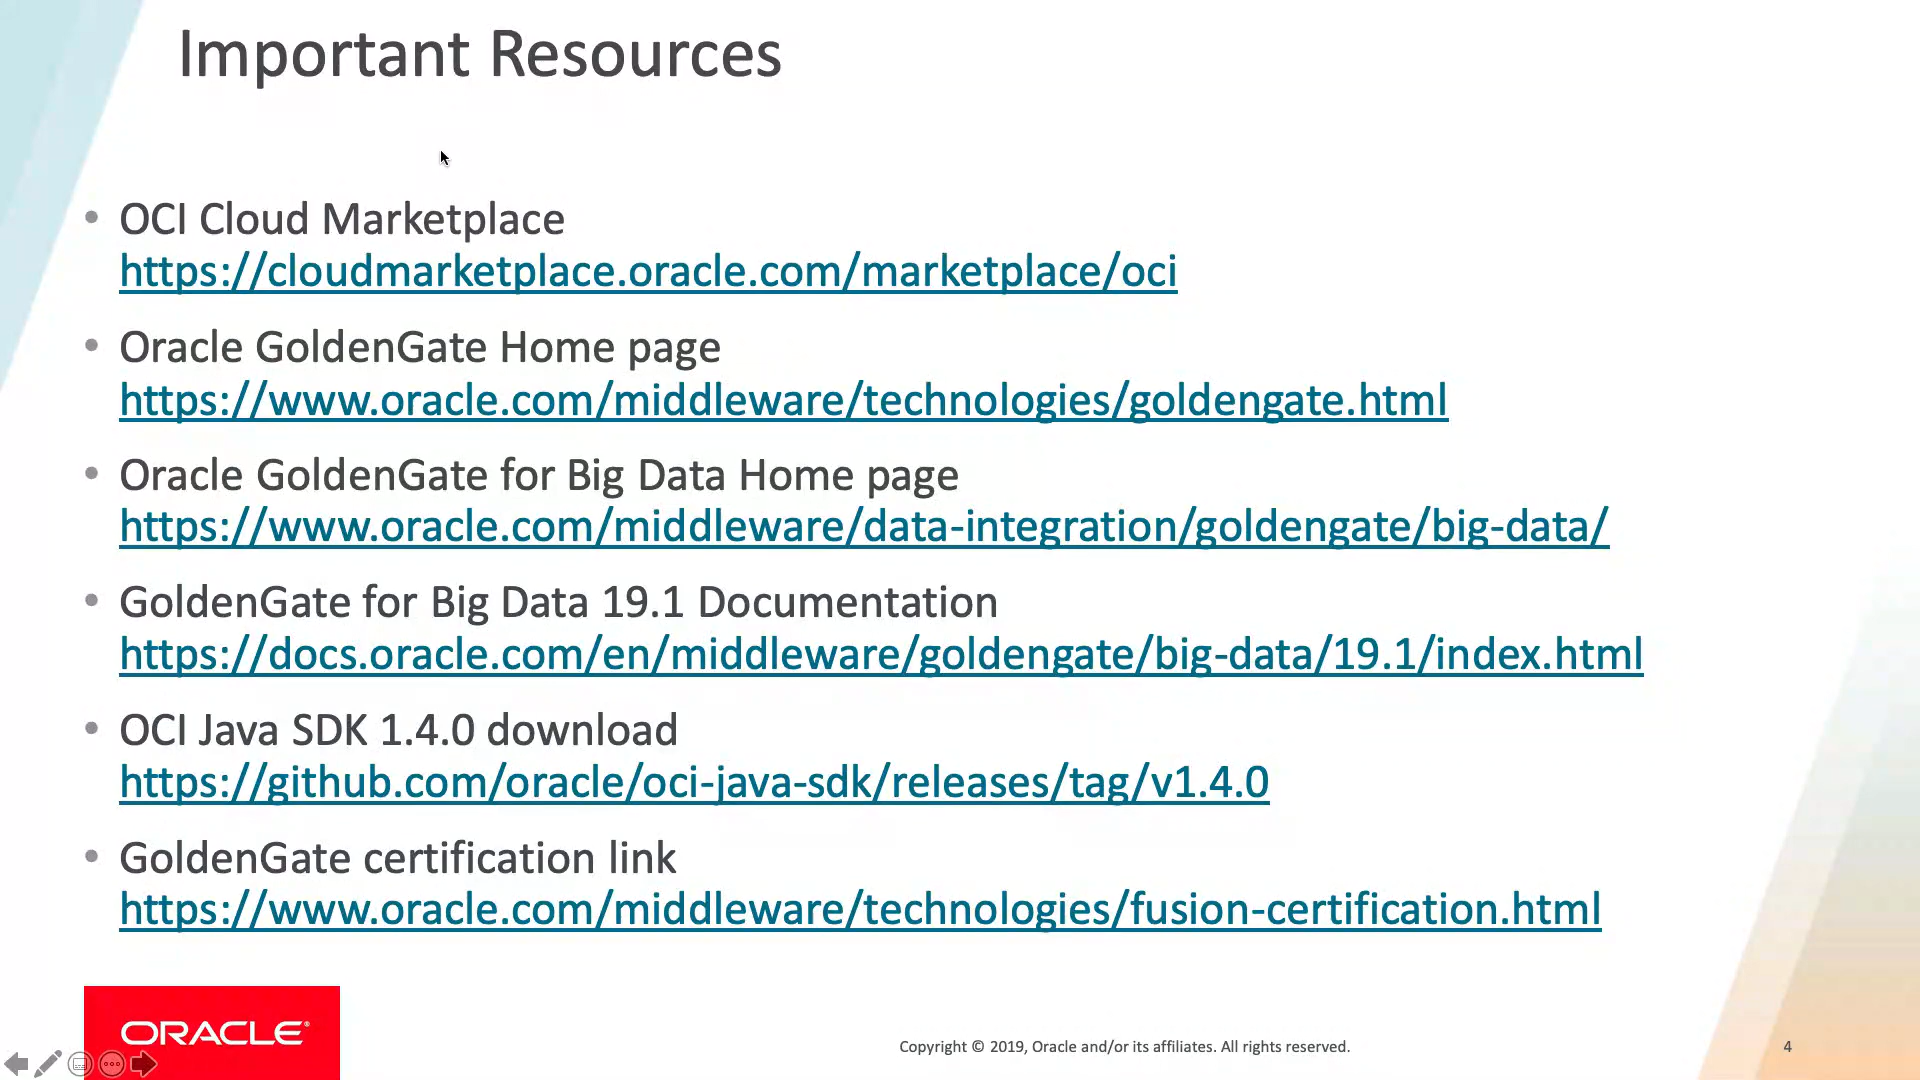 Important Resources
• OCI Cloud Marketplace
https://cloudmarketplace.oracle.com/marketplace/oci
• Oracle GoldenGate Home page
https://www.oracle.com/middleware/technologies/goldengate.html
• Oracle GoldenGate for Big Data Home page
https://www.oracle.com/middleware/data-integration/goldengate/big-data/
• GoldenGate for Big Data 19.1 Documentation
https://docs.oracle.com/en/middleware/goldengate/big-data/19.1/index.html
• OCI Java SDK 1.4.0 download
https://github.com/oracle/oci-java-sdk/releases/tag/v1.4.0
• GoldenGate certification link
https://www.oracle.com/middleware/technologies/fusion-certification.html
ORACLE®
Copyright © 2019, Oracle and/or its affiliates. All rights reserved.
4